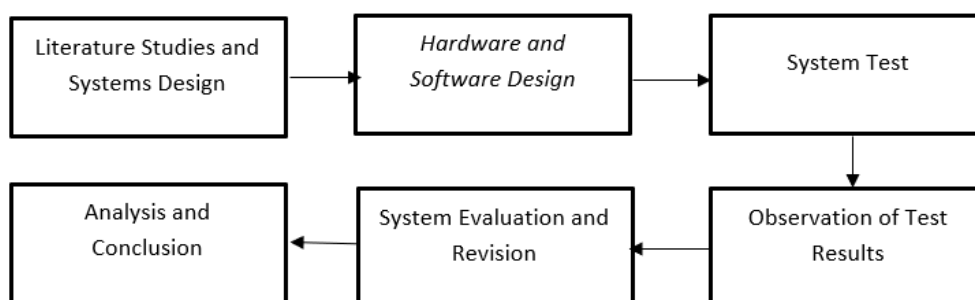 Literature Studies and
Systems Design
Hardware and
Software Design
System Test
Observation of Test
Results
System Evaluation and
Revision
Analysis and
Conclusion